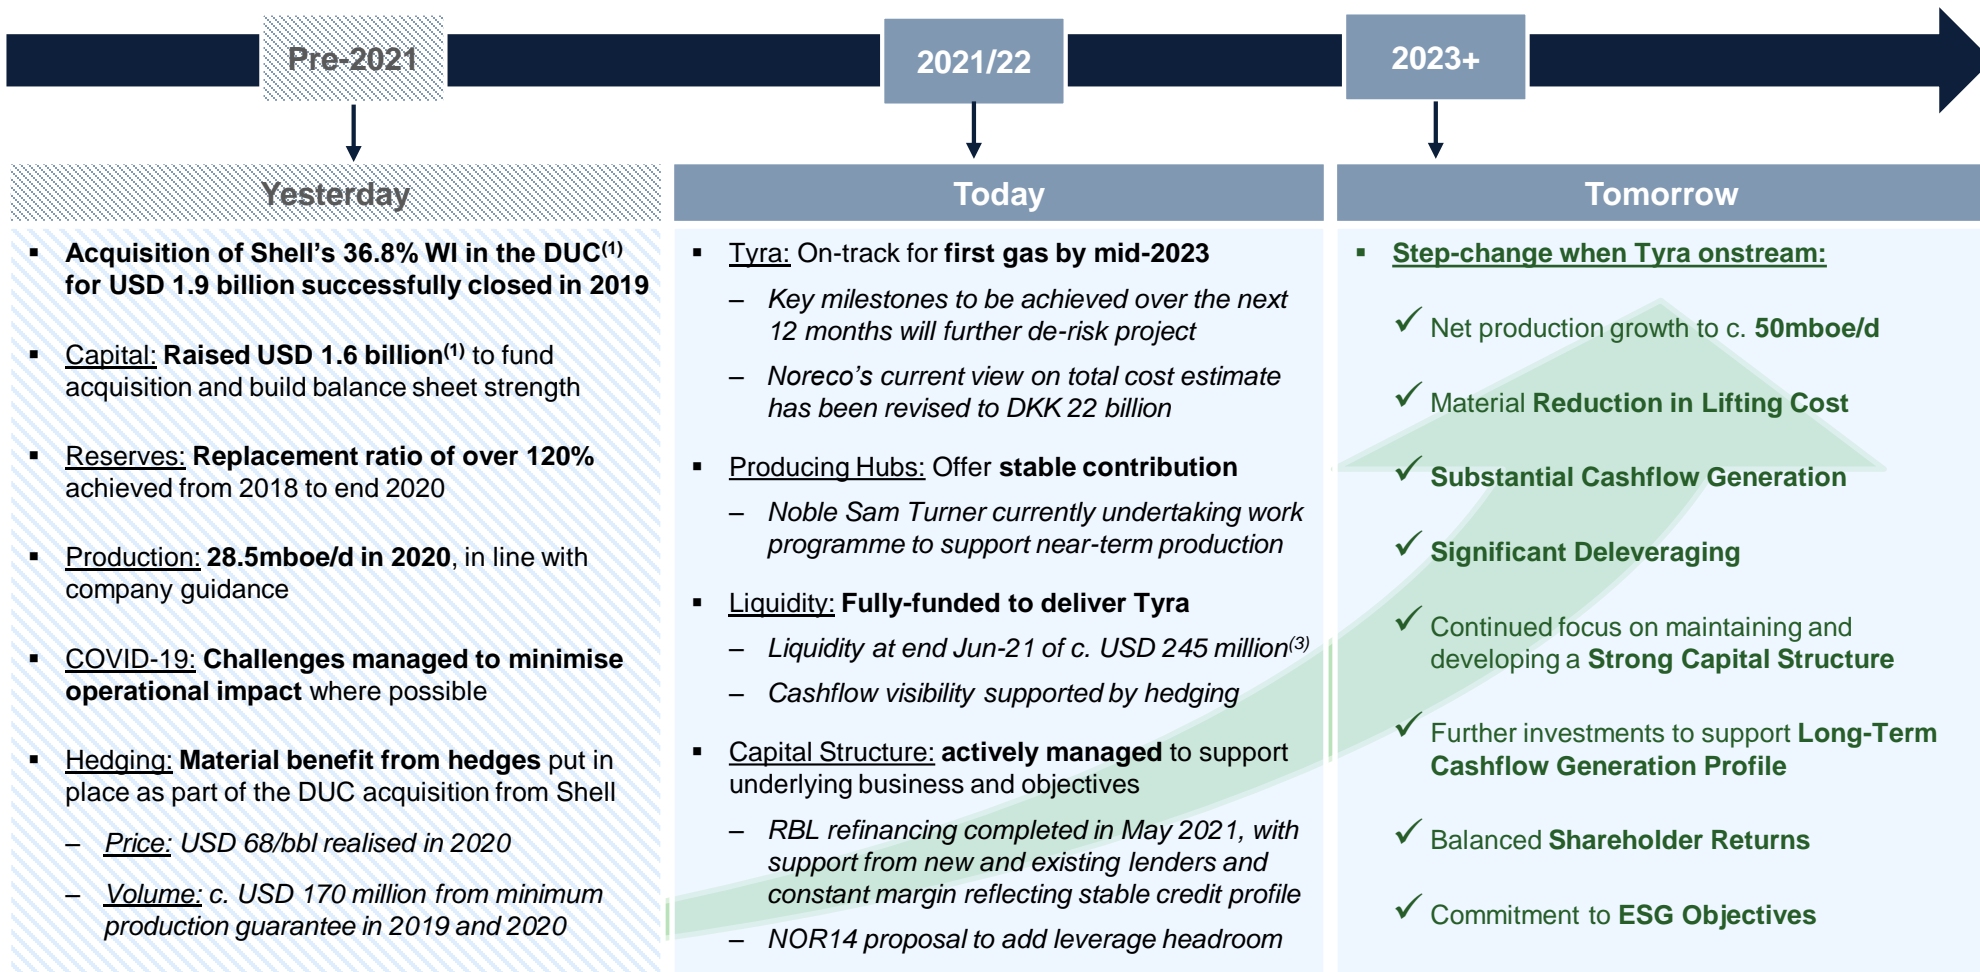 Pre-2021
2021/22
2023+
Yesterday
▪ Acquisition of Shell's 36.8% WI in the DUC(1)
for USD 1.9 billion successfully closed in 2019
▪ Capital: Raised USD 1.6 billion(1) to fund
acquisition and build balance sheet strength
▪ Reserves: Replacement ratio of over 120%
achieved from 2018 to end 2020
▪ Production: 28.5mboe/d in 2020, in line with
company guidance
▪ COVID-19: Challenges managed to minimise
operational impact where possible
▪ Hedging: Material benefit from hedges put in
place as part of the DUC acquisition from Shell
– Price: USD 68/bbl realised in 2020
– Volume: c. USD 170 million from minimum
production guarantee in 2019 and 2020
Today
▪ Tyra: On-track for first gas by mid-2023
– Key milestones to be achieved over the next
12 months will further de-risk project
– Noreco's current view on total cost estimate
has been revised to DKK 22 billion
▪ Producing Hubs: Offer stable contribution
– Noble Sam Turner currently undertaking work
programme to support near-term production
▪ Liquidity: Fully-funded to deliver Tyra
– Liquidity at end Jun-21 of c. USD 245 million(3)
– Cashflow visibility supported by hedging
▪ Capital Structure: actively managed to support
underlying business and objectives
– RBL refinancing completed in May 2021, with
support from new and existing lenders and
constant margin reflecting stable credit profile
– NOR14 proposal to add leverage headroom
Tomorrow
▪ Step-change when Tyra onstream:
✓ Net production growth to c. 50mboe/d
✓ Material Reduction in Lifting Cost
✓ Substantial Cashflow Generation
✓ Significant Deleveraging
✓ Continued focus on maintaining and
developing a Strong Capital Structure
✓ Further investments to support Long-Term
Cashflow Generation Profile
✓ Balanced Shareholder Returns
✓ Commitment to ESG Objectives